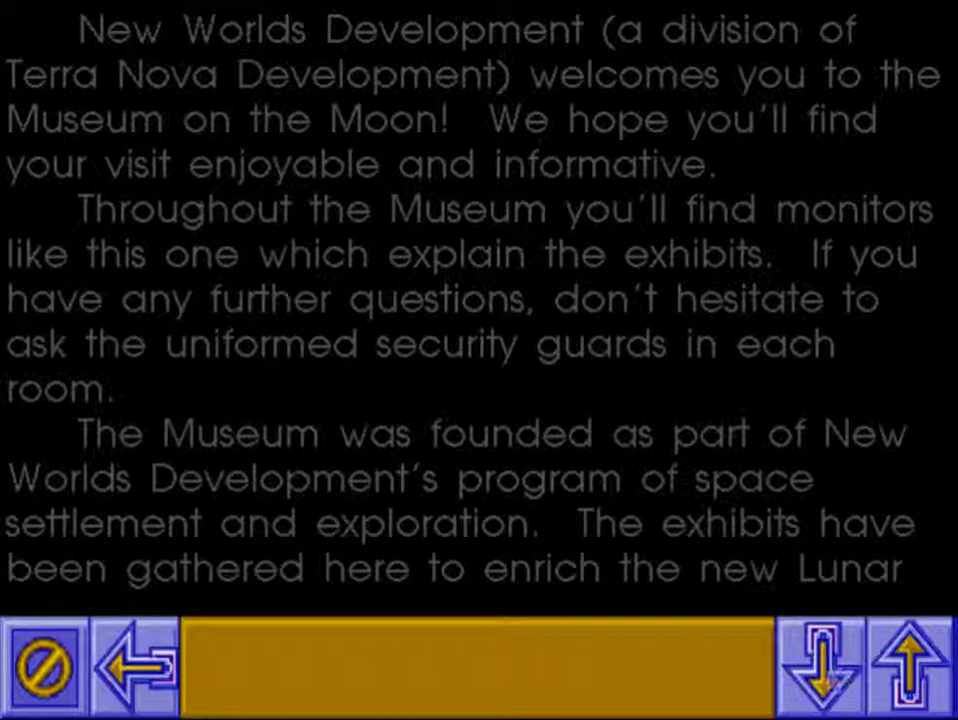 New Worlds Development (a division of
Terra Nova Development) welcomes you to the
Museum on the Moon!  We hope you'll find
your visit enjoyable and informative.
Throughout the Museum you'll find monitors
like this one which explain the exhibits.  If you
have any further questions, don't hesitate to
ask the uniformed security guards in each
room.
The Museum was founded as part of New
Worlds Development's program of space
settlement and exploration.  The exhibits have
been gathered here to enrich the new Lunar